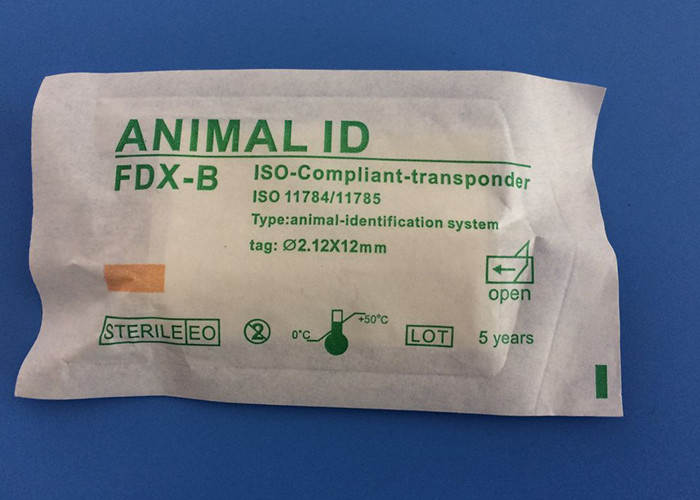 ANIMAL ID
FDX-B
ISO-Compliant-transponder
ISO 11784/11785
Type:animal-identification system
tag: Ø2.12X12mm
open
STERILE EO
2
0°C
+50°C
LOT
5 years